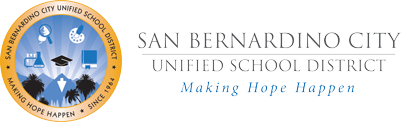 SAN BERNARDINO CITY UNIFIED SCHOOL DISTRICT
MAKING HOPE HAPPEN • SINCE 1964
SAN BERNARDINO CITY
UNIFIED SCHOOL DISTRICT
Making Hope Happen